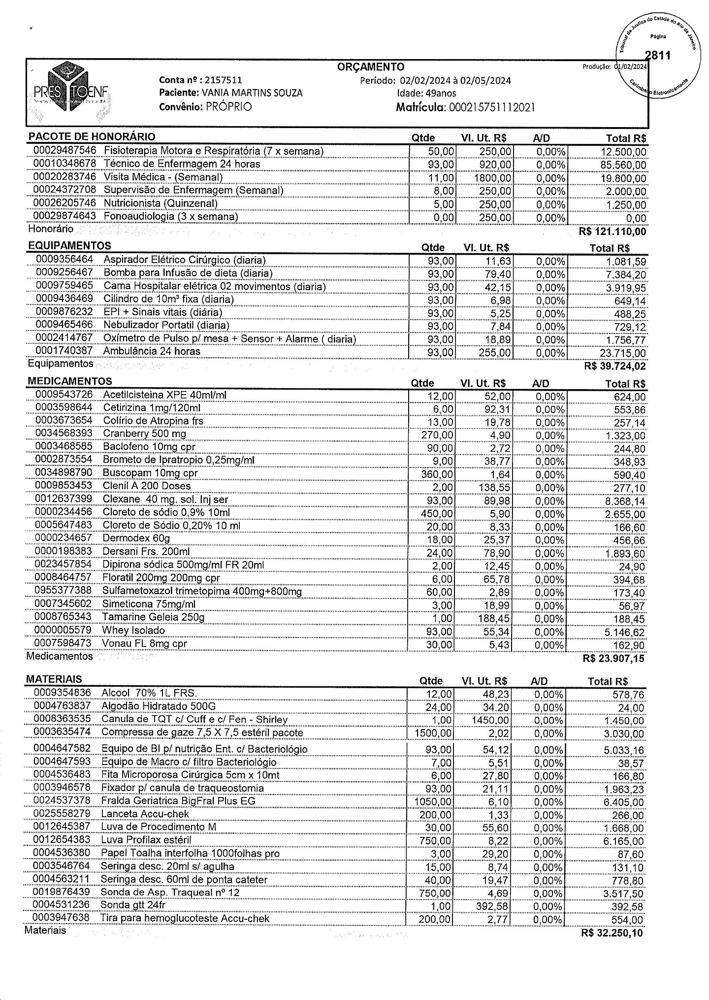 Tribunal de Justiça do Estado do Rio de Janeiro
Página
2811
Carimbado Eletronicamente
PRESTOENF
ORÇAMENTO
Produção: 01/02/2024
Conta nº : 2157511 Período: 02/02/2024 à 02/05/2024
Paciente: VANIA MARTINS SOUZA Idade: 49anos
Convênio: PRÓPRIO Matrícula: 000215751112021
PACOTE DE HONORÁRIO Qtde Vl. Ut. R$ A/D Total R$
00029487546 Fisioterapia Motora e Respiratória (7 x semana) 50,00 250,00 0,00% 12.500,00
00010348678 Técnico de Enfermagem 24 horas 93,00 920,00 0,00% 85.560,00
00020283746 Visita Médica - (Semanal) 11,00 1800,00 0,00% 19.800,00
00024372708 Supervisão de Enfermagem (Semanal) 8,00 250,00 0,00% 2.000,00
00026205746 Nutricionista (Quinzenal) 5,00 250,00 0,00% 1.250,00
00029874643 Fonoaudiologia (3 x semana) 0,00 250,00 0,00% 0,00
Honorário R$ 121.110,00
EQUIPAMENTOS Qtde Vl. Ut. R$ Total R$
0009356464 Aspirador Elétrico Cirúrgico (diaria) 93,00 11,63 0,00% 1.081,59
0009256467 Bomba para Infusão de dieta (diaria) 93,00 79,40 0,00% 7.384,20
0009759465 Cama Hospitalar elétrica 02 movimentos (diaria) 93,00 42,15 0,00% 3.919,95
0009436469 Cilindro de 10m³ fixa (diaria) 93,00 6,98 0,00% 649,14
0009876232 EPI + Sinais vitais (diária) 93,00 5,25 0,00% 488,25
0009465466 Nebulizador Portatil (diaria) 93,00 7,84 0,00% 729,12
0002414767 Oxímetro de Pulso p/ mesa + Sensor + Alarme ( diaria) 93,00 18,89 0,00% 1.756,77
0001740387 Ambulância 24 horas 93,00 255,00 0,00% 23.715,00
Equipamentos R$ 39.724,02
MEDICAMENTOS Qtde Vl. Ut. R$ A/D Total R$
0009543726 Acetilcisteina XPE 40ml/ml 12,00 52,00 0,00% 624,00
0003598644 Cetirizina 1mg/120ml 6,00 92,31 0,00% 553,86
0003673654 Colírio de Atropina frs 13,00 19,78 0,00% 257,14
0034568393 Cranberry 500 mg 270,00 4,90 0,00% 1.323,00
0003468585 Baclofeno 10mg cpr 90,00 2,72 0,00% 244,80
0002873554 Brometo de Ipratropio 0,25mg/ml 9,00 38,77 0,00% 348,93
0034898790 Buscopam 10mg cpr 360,00 1,64 0,00% 590,40
0009853453 Clenil A 200 Doses 2,00 138,55 0,00% 277,10
0012637399 Clexane 40 mg. sol. Inj ser 93,00 89,98 0,00% 8.368,14
0000234456 Cloreto de sódio 0,9% 10ml 450,00 5,90 0,00% 2.655,00
0005647483 Cloreto de Sódio 0,20% 10 ml 20,00 8,33 0,00% 166,60
0000234657 Dermodex 60g 18,00 25,37 0,00% 456,66
0000198383 Dersani Frs. 200ml 24,00 78,90 0,00% 1.893,60
0023457854 Dipirona sódica 500mg/ml FR 20ml 2,00 12,45 0,00% 24,90
0008464757 Floratil 200mg 200mg cpr 6,00 65,78 0,00% 394,68
0955377388 Sulfametoxazol trimetopima 400mg+800mg 60,00 2,89 0,00% 173,40
0007345602 Simeticona 75mg/ml 3,00 18,99 0,00% 56,97
0008765343 Tamarine Geleia 250g 1,00 188,45 0,00% 188,45
0000005579 Whey Isolado 93,00 55,34 0,00% 5.146,62
0007598473 Vonau FL 8mg cpr 30,00 5,43 0,00% 162,90
Medicamentos R$ 23.907,15
MATERIAIS Qtde Vl. Ut. R$ A/D Total R$
0009354836 Alcool 70% 1L FRS. 12,00 48,23 0,00% 578,76
0004763837 Algodão Hidratado 500G 24,00 34.20 0,00% 24,00
0008363535 Canula de TQT c/ Cuff e c/ Fen - Shirley 1,00 1450,00 0,00% 1.450,00
0003635474 Compressa de gaze 7,5 X 7,5 estéril pacote 1500,00 2,02 0,00% 3.030,00
0004647582 Equipo de BI p/ nutrição Ent. c/ Bacteriológio 93,00 54,12 0,00% 5.033,16
0004647593 Equipo de Macro c/ filtro Bacteriológio 7,00 5,51 0,00% 38,57
0004536483 Fita Microporosa Cirúrgica 5cm x 10mt 6,00 27,80 0,00% 166,80
0003946578 Fixador p/ canula de traqueostomia 93,00 21,11 0,00% 1.963,23
0024537378 Fralda Geriatrica BigFral Plus EG 1050,00 6,10 0,00% 6.405,00
0025558279 Lanceta Accu-chek 200,00 1,33 0,00% 266,00
0012645387 Luva de Procedimento M 30,00 55,60 0,00% 1.668,00
0012654383 Luva Profilax estéril 750,00 8,22 0,00% 6.165,00
0004536380 Papel Toalha interfolha 1000folhas pro 3,00 29,20 0,00% 87,60
0003546764 Seringa desc. 20ml s/ agulha 15,00 8,74 0,00% 131,10
0004563211 Seringa desc. 60ml de ponta cateter 40,00 19,47 0,00% 778,80
0019876439 Sonda de Asp. Traqueal nº 12 750,00 4,69 0,00% 3.517,50
0004531236 Sonda gtt 24fr 1,00 392,58 0,00% 392,58
0003947638 Tira para hemoglucoteste Accu-chek 200,00 2,77 0,00% 554,00
Materiais R$ 32.250,10